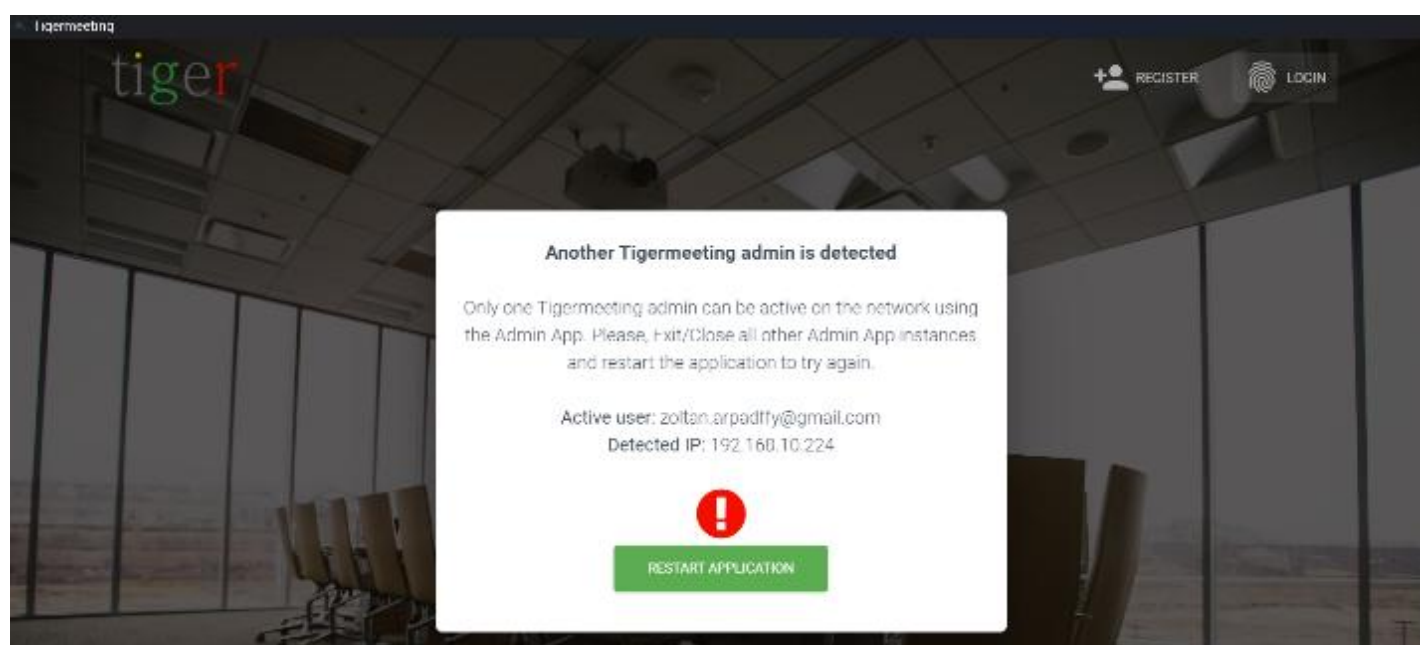 Tigermeeting
tiger
REGISTER
LOGIN
Another Tigermeeting admin is detected
Only one Tigermeeting admin can be active on the network using
the Admin App. Please, Exit/Close all other Admin App instances
and restart the application to try again.
Active user: zoltan.arpadffy@gmail.com
Detected IP: 192.168.10.224
RESTART APPLICATION